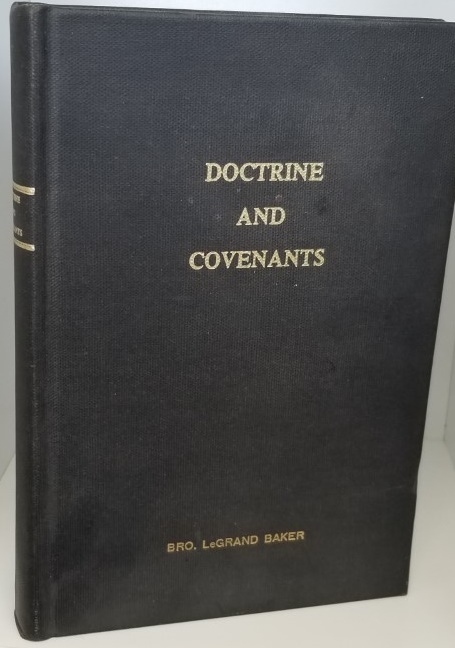 DOCTRINE
AND
COVENANTS
BRO. LeGRAND BAKER